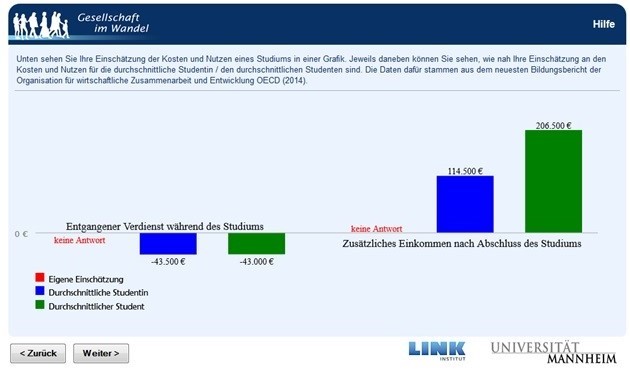 Gesellschaft
im Wandel
Hilfe
Unten sehen Sie Ihre Einschätzung der Kosten und Nutzen eines Studiums in einer Grafik. Jeweils daneben können Sie sehen, wie nah Ihre Einschätzung an den
Kosten und Nutzen für die durchschnittliche Studentin / den durchschnittlichen Studenten sind. Die Daten dafür stammen aus dem neuesten Bildungsbericht der
Organisation für wirtschaftliche Zusammenarbeit und Entwicklung OECD (2014).
206.500 €
114.500 €
Entgangener Verdienst während des Studiums
keine Antwort
0 €
keine Antwort
Zusätzliches Einkommen nach Abschluss des Studiums
-43.500 €
-43.000 €
Eigene Einschätzung
Durchschnittliche Studentin
Durchschnittlicher Student
< Zurück
Weiter >
LINK
INSTITUT
UNIVERSITÄT
MANNHEIM